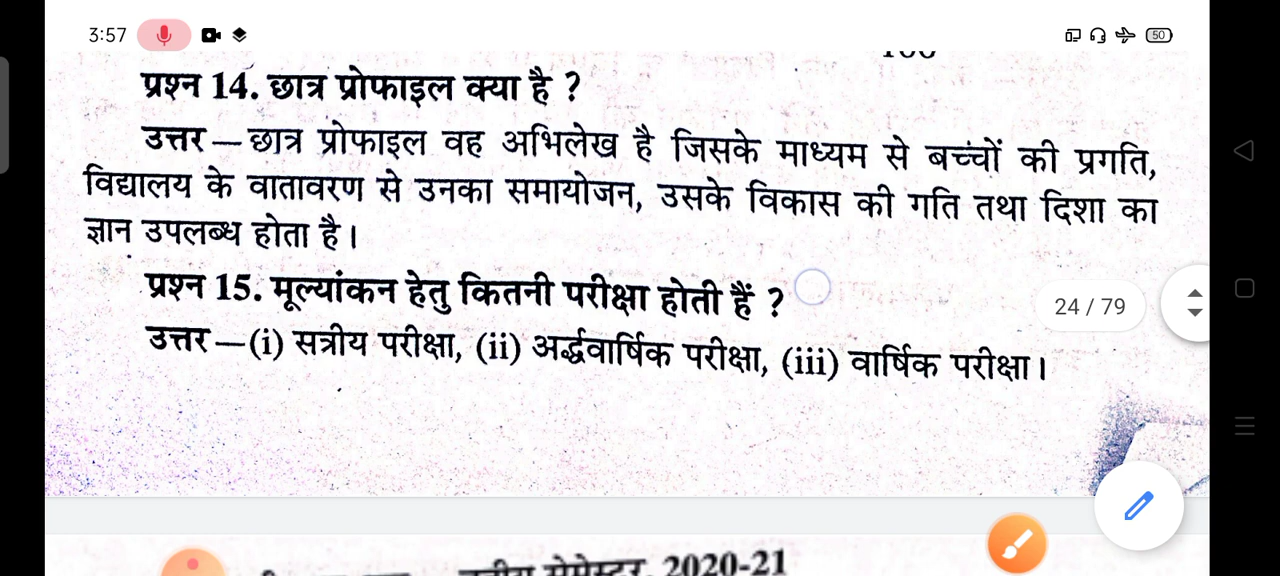 3:57
50
प्रश्न 14. छात्र प्रोफाइल क्या है ?
उत्तर – छात्र प्रोफाइल वह अभिलेख है जिसके माध्यम से बच्चों की प्रगति,
विद्यालय के वातावरण से उनका समायोजन, उसके विकास की गति तथा दिशा का
ज्ञान उपलब्ध होता है।
प्रश्न 15. मूल्यांकन हेतु कितनी परीक्षा होती हैं ?
24 / 79
उत्तर – (i) सत्रीय परीक्षा, (ii) अर्द्धवार्षिक परीक्षा, (iii) वार्षिक परीक्षा।
सेमेस्टर, 2020-21